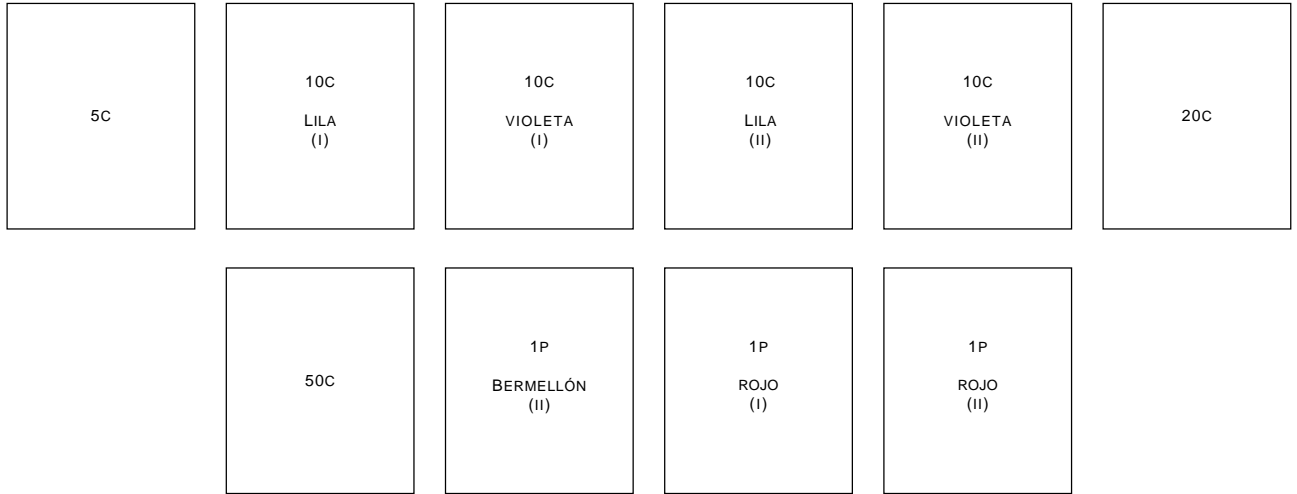 5C
10C
LILA
(I)
10C
VIOLETA
(I)
10C
LILA
(II)
10C
VIOLETA
(II)
20C
50C
1P
BERMELLÓN
(II)
1P
ROJO
(I)
1P
ROJO
(II)